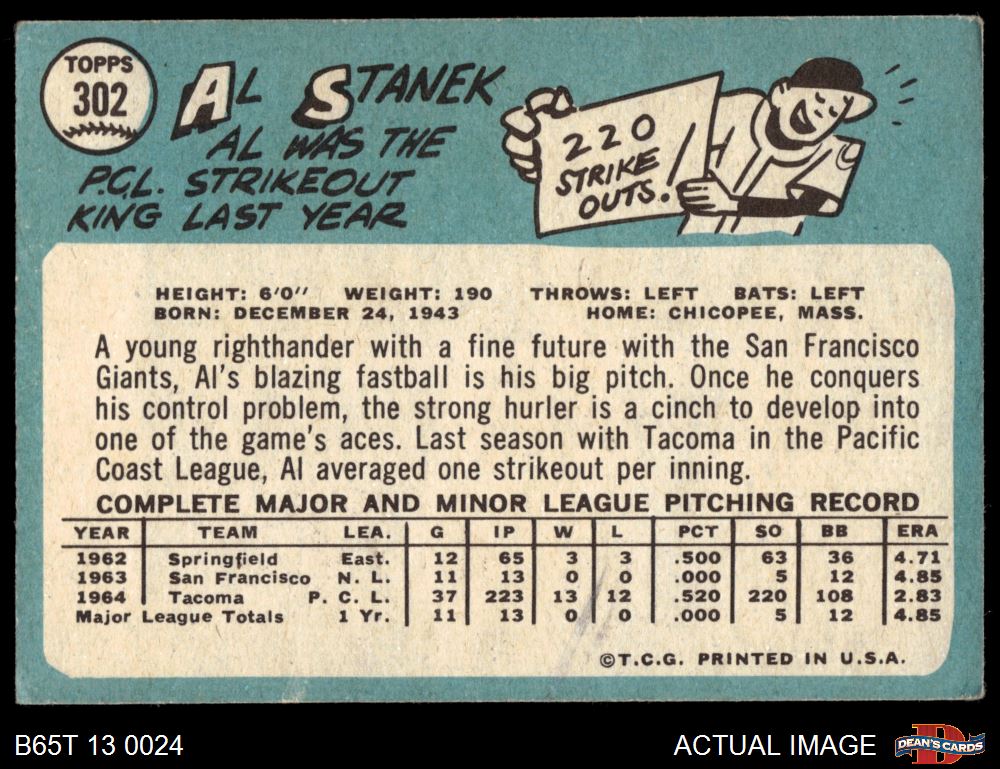 TOPPS
302
AL STANEK
AL WAS THE
P.C.L. STRIKEOUT
KING LAST YEAR
220
STRIKE
OUTS!
HEIGHT: 6'0" WEIGHT: 190 THROWS: LEFT BATS: LEFT
BORN: DECEMBER 24, 1943 HOME: CHICOPEE, MASS.
A young righthander with a fine future with the San Francisco
Giants, Al's blazing fastball is his big pitch. Once he conquers
his control problem, the strong hurler is a cinch to develop into
one of the game's aces. Last season with Tacoma in the Pacific
Coast League, Al averaged one strikeout per inning.
COMPLETE MAJOR AND MINOR LEAGUE PITCHING RECORD
YEAR TEAM LEA. G IP W L PCT SO BB ERA
1962 Springfield East. 12 65 3 3 .500 63 36 4.71
1963 San Francisco N. L. 11 13 0 0 .000 5 12 4.85
1964 Tacoma P. C. L. 37 223 13 12 .520 220 108 2.83
Major League Totals 1 Yr. 11 13 0 0 .000 5 12 4.85
©T.C.G. PRINTED IN U.S.A.
B65T 13 0024 ACTUAL IMAGE D DEAN'S CARDS